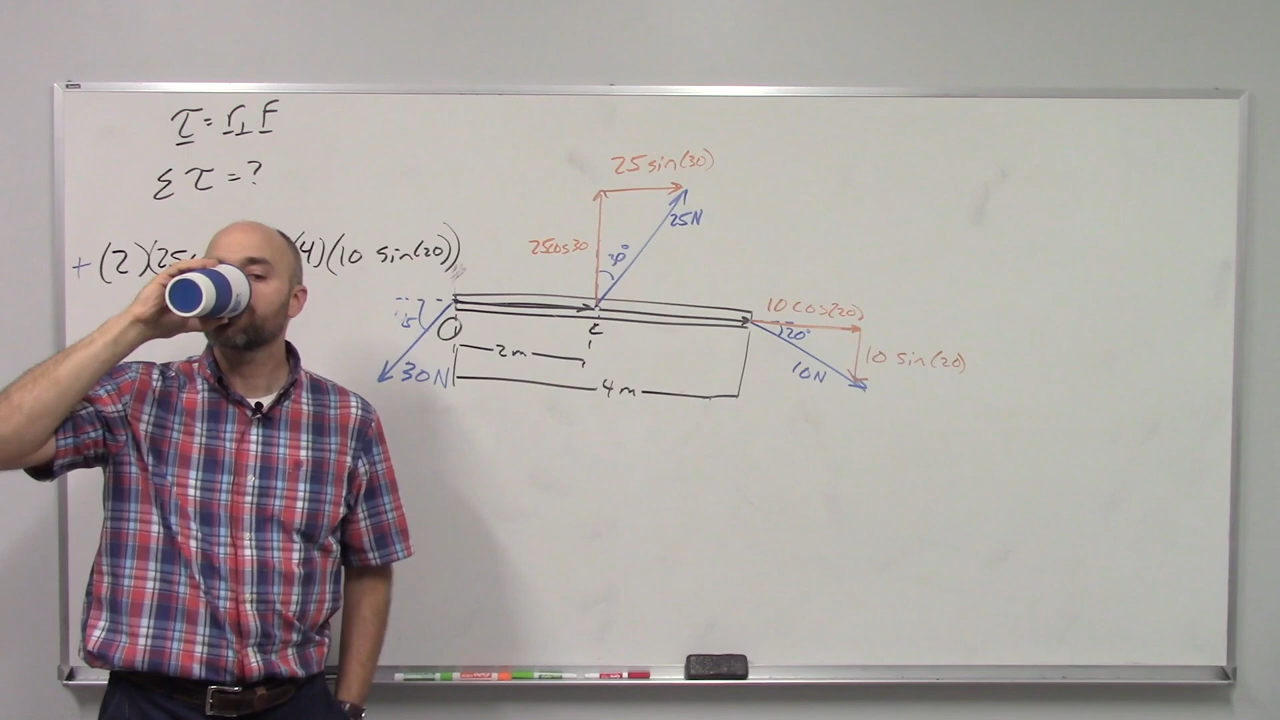 τ = r⊥ F
Σ τ = ?
25 sin(30)
25N
25cos30
30°
+ (2)(25 (4)(10 sin(20))
10 cos(20)
20°
10 sin(20)
10N
O
C
2m
30N
4m